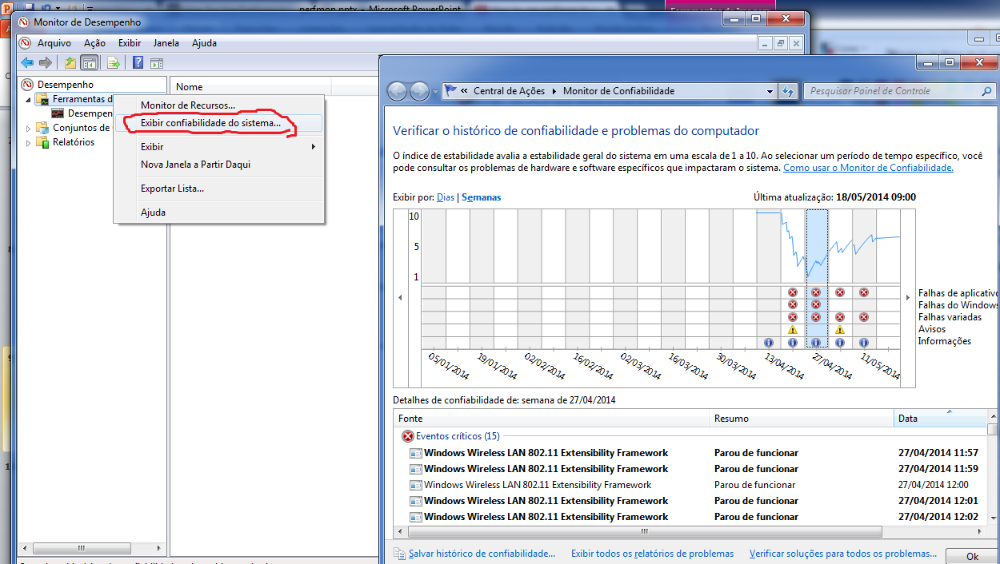 perfmon.pptx - Microsoft PowerPoint
Ferramentas de Imagem
Monitor de Desempenho
Arquivo Ação Exibir Janela Ajuda
Desempenho
Ferramentas d
Desempen
Conjuntos de
Relatórios
Nome
Monitor de Recursos...
Exibir confiabilidade do sistema...
Exibir
Nova Janela a Partir Daqui
Exportar Lista...
Ajuda
« Central de Ações Monitor de Confiabilidade
Pesquisar Painel de Controle
Verificar o histórico de confiabilidade e problemas do computador
O índice de estabilidade avalia a estabilidade geral do sistema em uma escala de 1 a 10. Ao selecionar um período de tempo específico, você
pode consultar os problemas de hardware e software específicos que impactaram o sistema. Como usar o Monitor de Confiabilidade.
Exibir por: Dias | Semanas
Última atualização: 18/05/2014 09:00
10
5
1
Falhas de aplicativo
Falhas do Windows
Falhas variadas
Avisos
Informações
05/01/2014 19/01/2014 02/02/2014 16/02/2014 02/03/2014 16/03/2014 30/03/2014 13/04/2014 27/04/2014 11/05/2014
Detalhes de confiabilidade de: semana de 27/04/2014
Fonte Resumo Data
Eventos críticos (15)
Windows Wireless LAN 802.11 Extensibility Framework Parou de funcionar 27/04/2014 11:57
Windows Wireless LAN 802.11 Extensibility Framework Parou de funcionar 27/04/2014 11:59
Windows Wireless LAN 802.11 Extensibility Framework Parou de funcionar 27/04/2014 12:00
Windows Wireless LAN 802.11 Extensibility Framework Parou de funcionar 27/04/2014 12:01
Windows Wireless LAN 802.11 Extensibility Framework Parou de funcionar 27/04/2014 12:02
Salvar histórico de confiabilidade... Exibir todos os relatórios de problemas Verificar soluções para todos os problemas... Ok